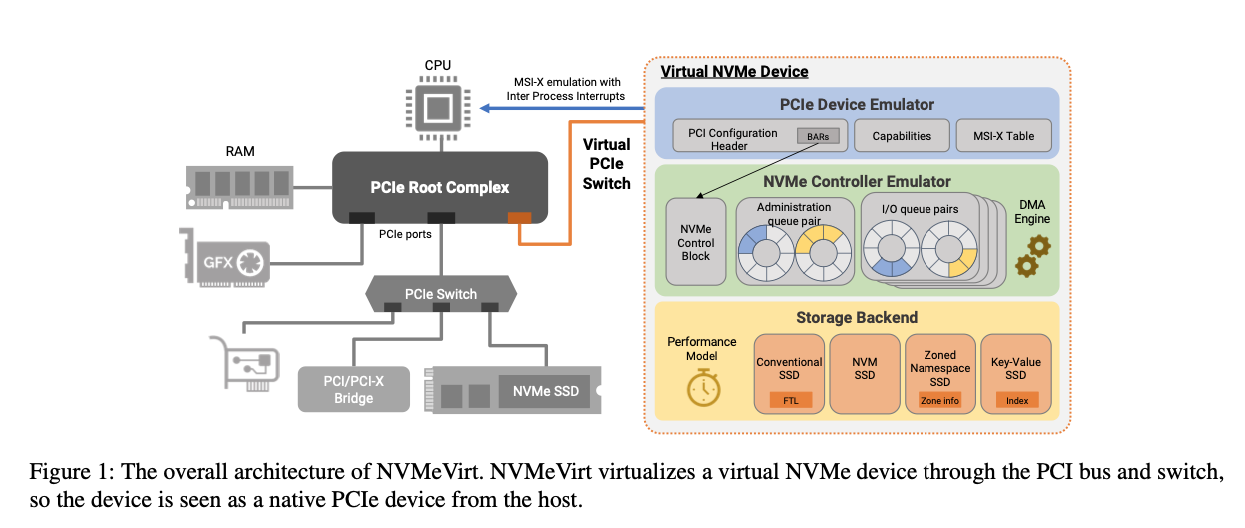 CPU
MSI-X emulation with
Inter Process Interrupts
RAM
PCIe Root Complex
PCIe ports
GFX
PCIe Switch
PCI/PCI-X
Bridge
NVMe SSD
Virtual
PCIe
Switch
Virtual NVMe Device
PCIe Device Emulator
PCI Configuration
Header
BARs
Capabilities
MSI-X Table
NVMe Controller Emulator
NVMe
Control
Block
Administration
queue pair
I/O queue pairs
DMA
Engine
Storage Backend
Performance
Model
Conventional
SSD
FTL
NVM
SSD
Zoned
Namespace
SSD
Zone info
Key-Value
SSD
Index
Figure 1: The overall architecture of NVMeVirt. NVMeVirt virtualizes a virtual NVMe device through the PCI bus and switch,
so the device is seen as a native PCIe device from the host.